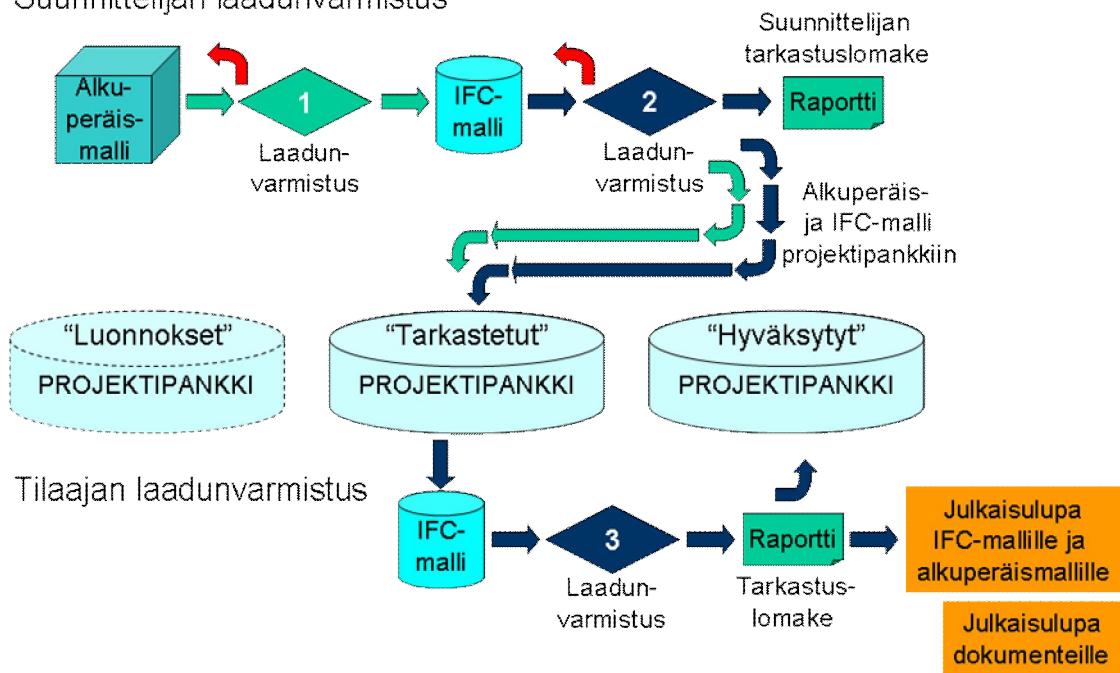 Suunnittelijan laadunvarmistus
Suunnittelijan
tarkastuslomake
Alku-
peräis-
malli
1
Laadun-
varmistus
IFC-
malli
2
Laadun-
varmistus
Raportti
Alkuperäis-
ja IFC-malli
projektipankkiin
“Luonnokset”
PROJEKTIPANKKI
“Tarkastetut”
PROJEKTIPANKKI
“Hyväksytyt”
PROJEKTIPANKKI
Tilaajan laadunvarmistus
IFC-
malli
3
Laadun-
varmistus
Raportti
Tarkastus-
lomake
Julkaisulupa
IFC-mallille ja
alkuperäismallille
Julkaisulupa
dokumenteille